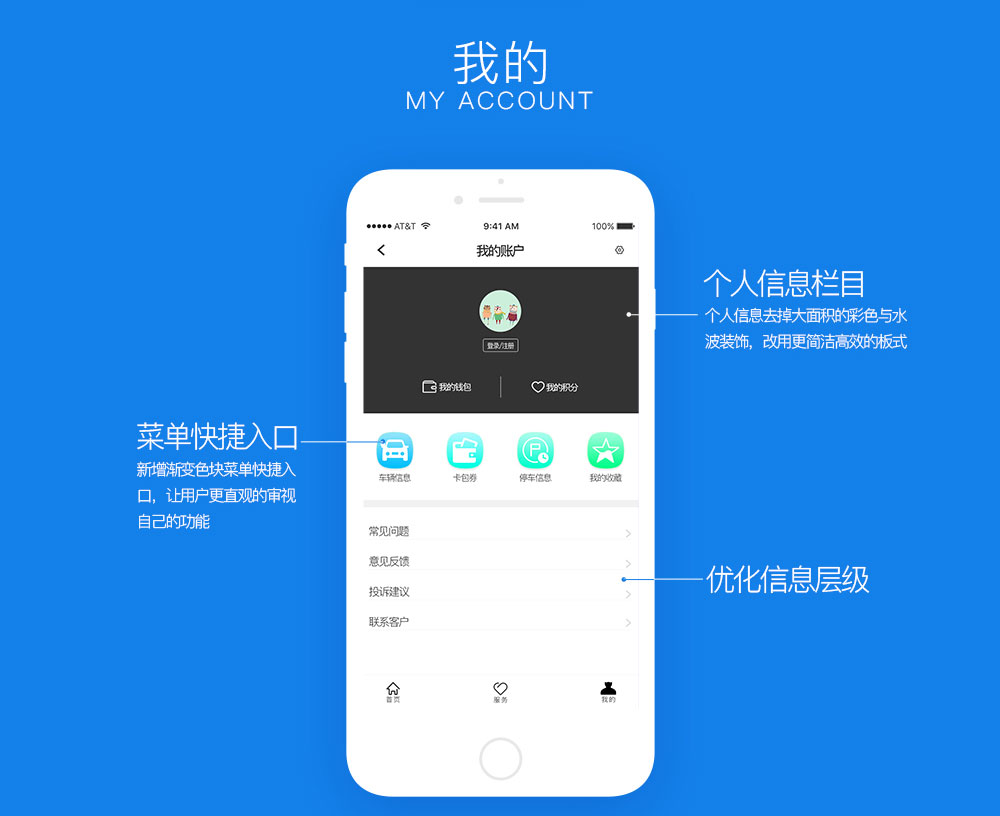 我的
MY ACCOUNT
AT&T 9:41 AM 100%
我的账户
登录/注册
我的钱包 我的积分
车辆信息 卡包券 停车信息 我的收藏
常见问题
意见反馈
投诉建议
联系客户
首页 服务 我的
个人信息栏目
个人信息去掉大面积的彩色与水
波装饰，改用更简洁高效的板式
菜单快捷入口
新增渐变色块菜单快捷入
口，让用户更直观的审视
自己的功能
优化信息层级